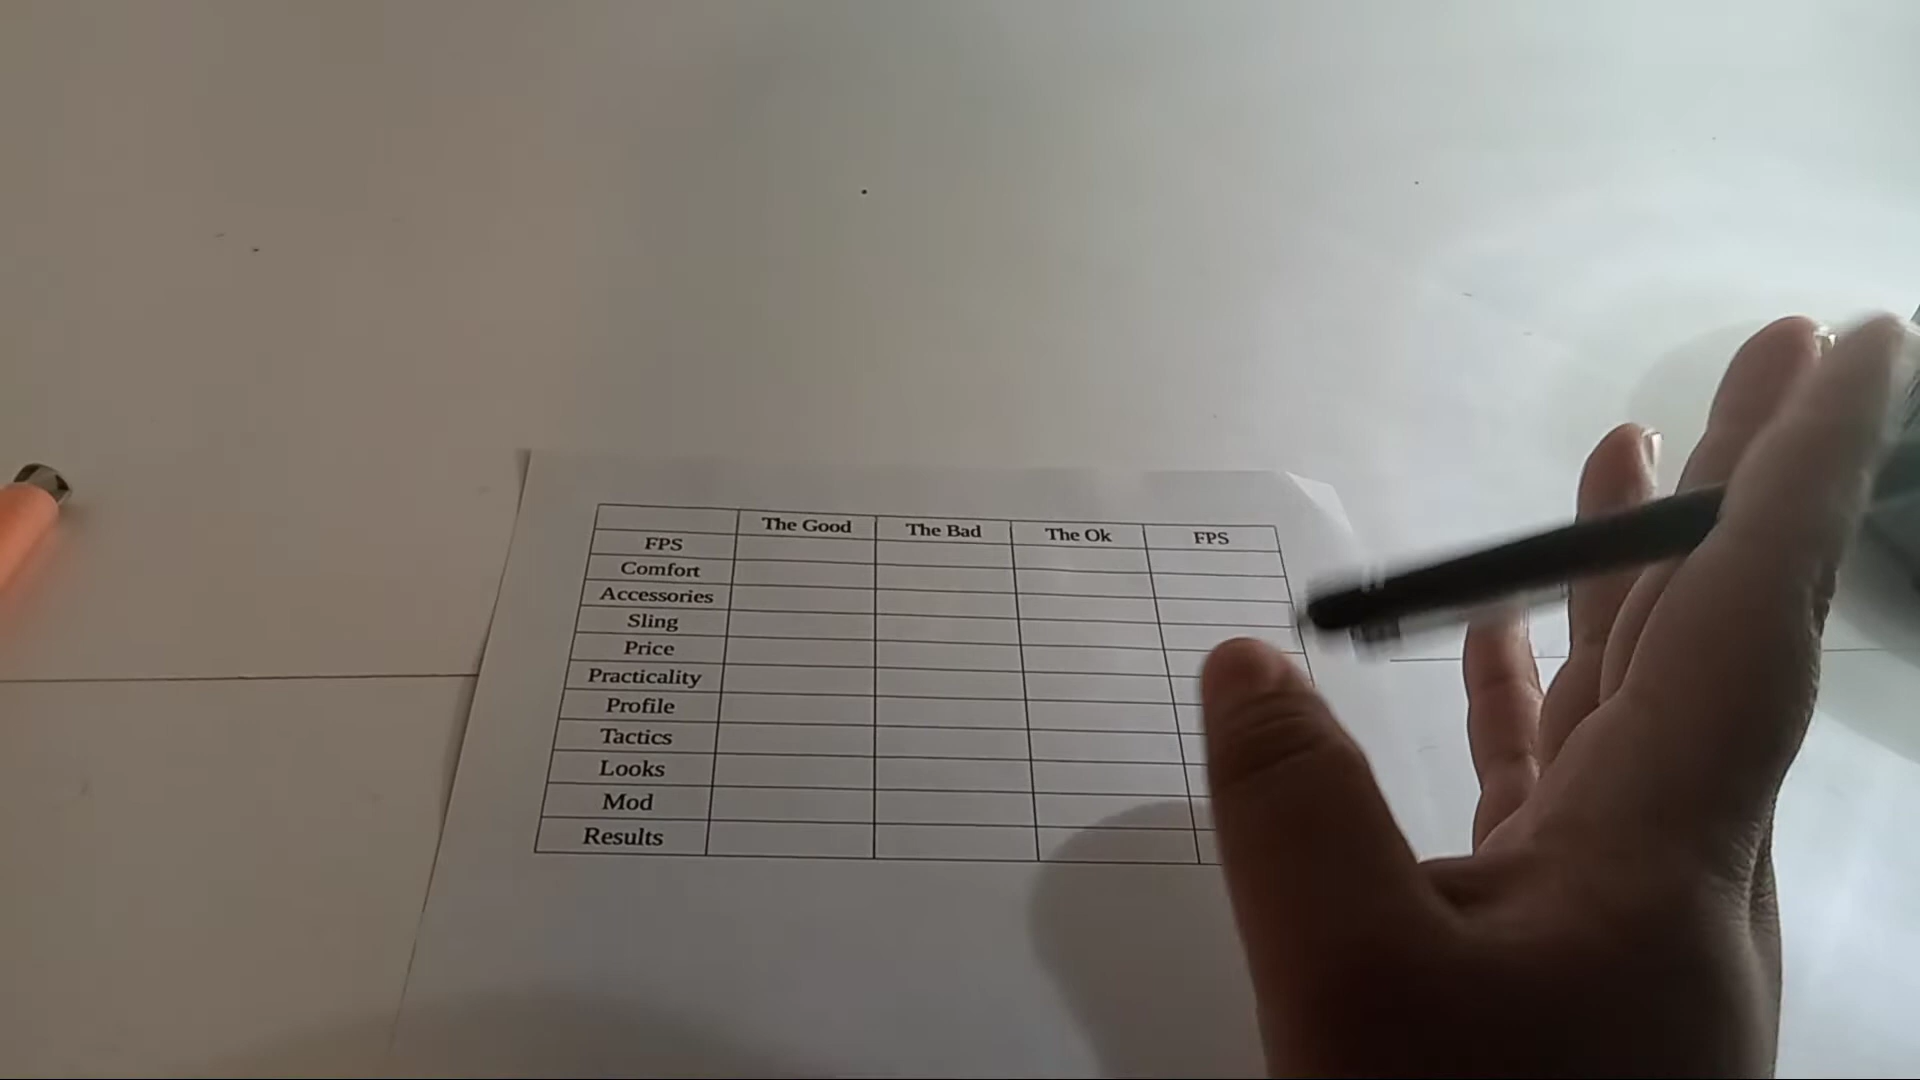 The Good The Bad The Ok FPS
FPS
Comfort
Accessories
Sling
Price
Practicality
Profile
Tactics
Looks
Mod
Results